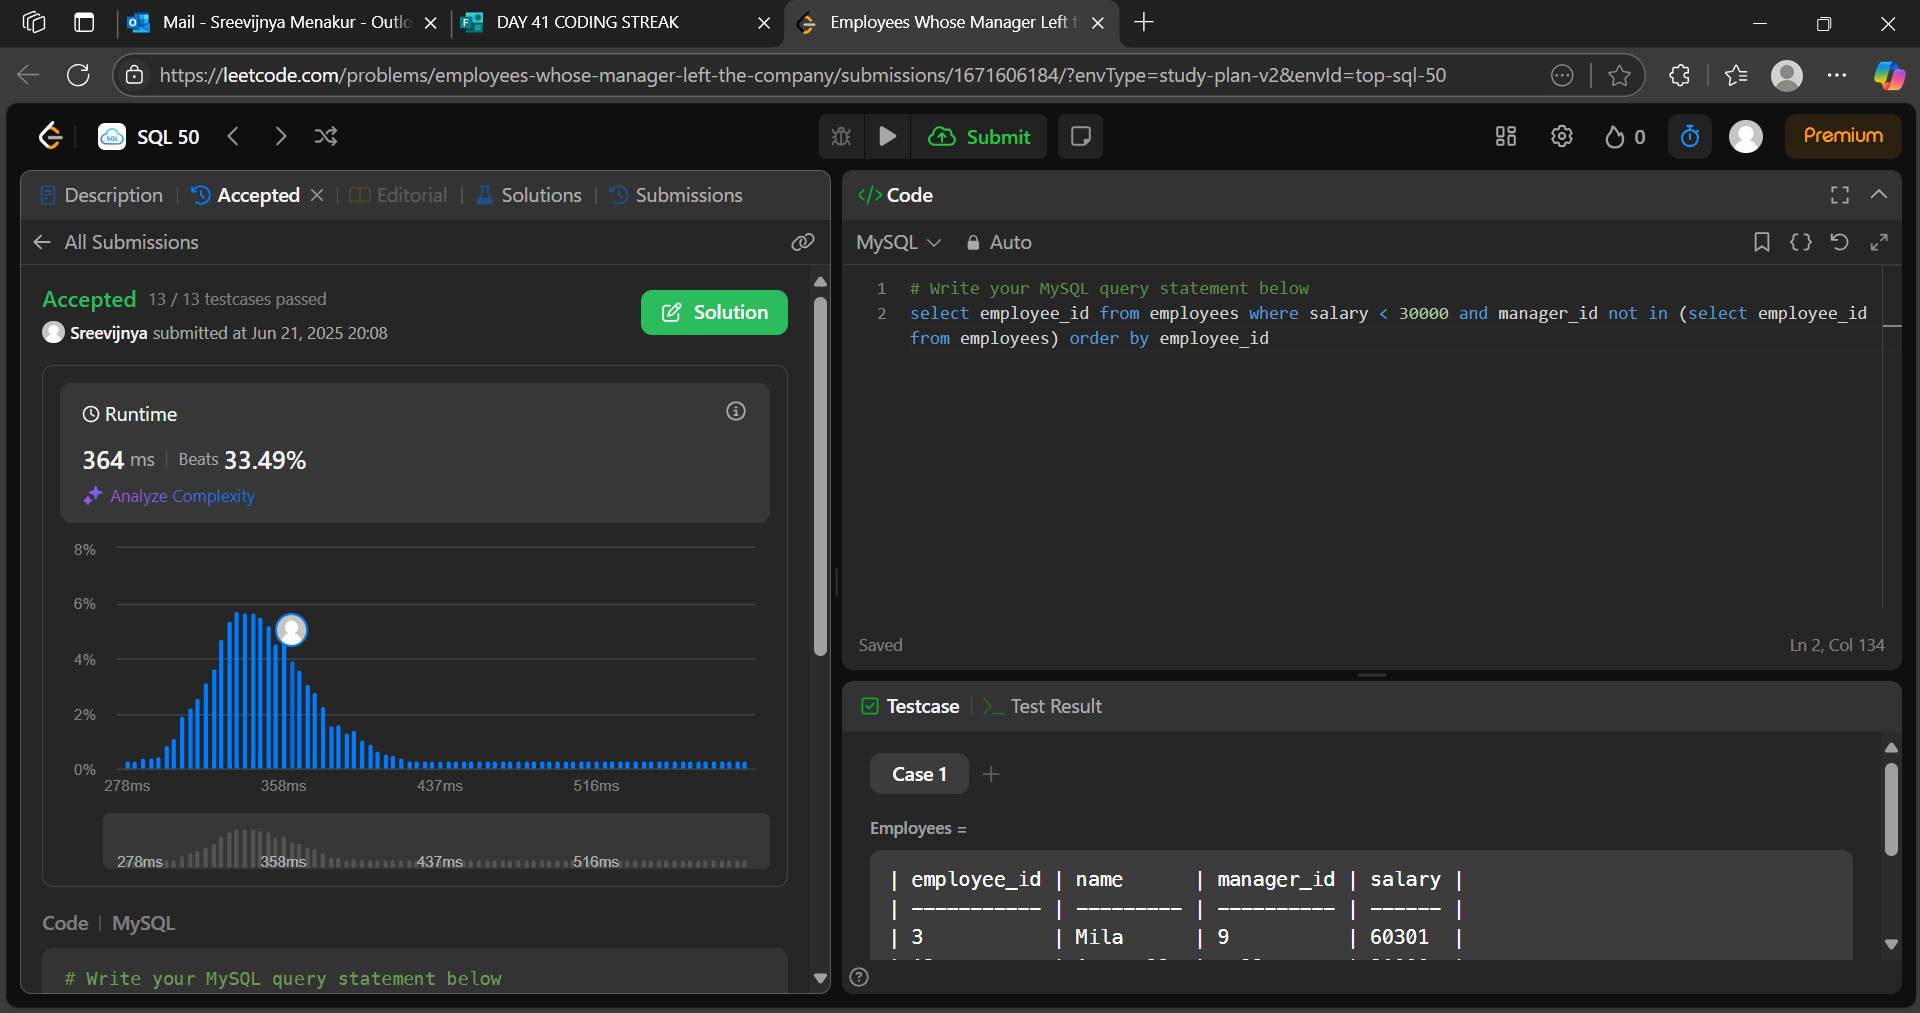 Mail - Sreevijnya Menakur - Outlo
DAY 41 CODING STREAK
Employees Whose Manager Left t
https://leetcode.com/problems/employees-whose-manager-left-the-company/submissions/1671606184/?envType=study-plan-v2&envId=top-sql-50
SQL 50
Submit
0
Premium
Description
Accepted
Editorial
Solutions
Submissions
All Submissions
Accepted 13 / 13 testcases passed
Sreevijnya submitted at Jun 21, 2025 20:08
Solution
Runtime
364 ms Beats 33.49%
Analyze Complexity
8%
6%
4%
2%
0%
278ms 358ms 437ms 516ms
278ms 358ms 437ms 516ms
Code | MySQL
# Write your MySQL query statement below
</> Code
MySQL Auto
1 # Write your MySQL query statement below
2 select employee_id from employees where salary < 30000 and manager_id not in (select employee_id
from employees) order by employee_id
Saved
Ln 2, Col 134
Testcase
Test Result
Case 1
Employees =
| employee_id | name | manager_id | salary |
| ----------- | --------- | ---------- | ------ |
| 3 | Mila | 9 | 60301 |